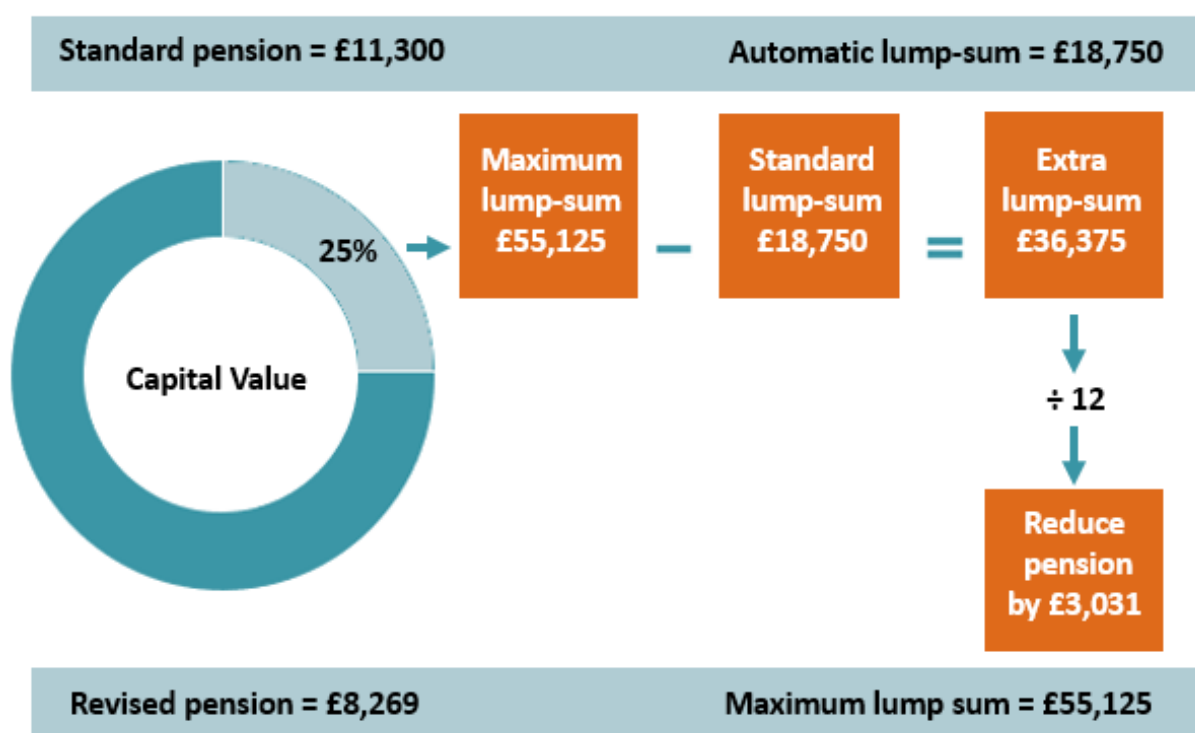 Standard pension = £11,300
Automatic lump-sum = £18,750
25%
Capital Value
Maximum
lump-sum
£55,125
–
Standard
lump-sum
£18,750
=
Extra
lump-sum
£36,375
÷ 12
Reduce
pension
by £3,031
Revised pension = £8,269
Maximum lump sum = £55,125